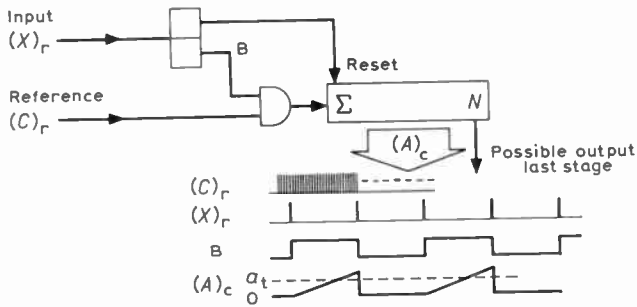 Input
(X)r
B
Reset
Reference
(C)r
Σ N
(A)c
Possible output
last stage
(C)r
(X)r
B
(A)c at
0